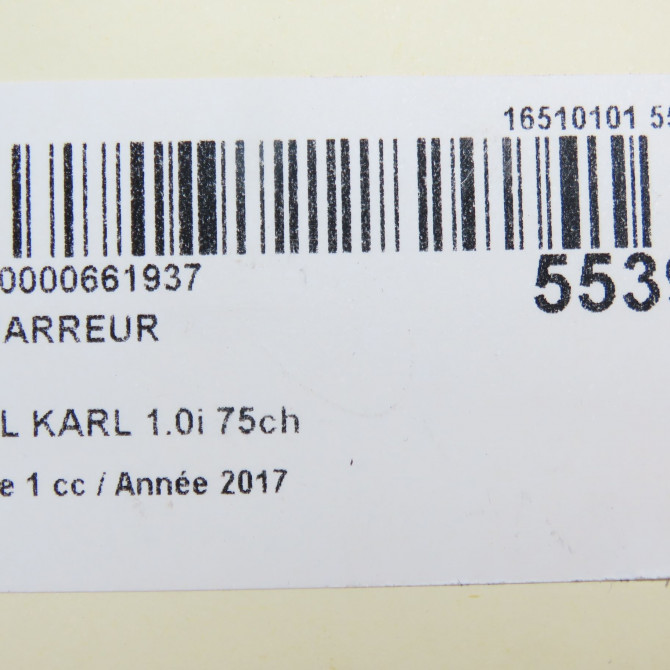 16510101 55
0000661937
5539
ARREUR
L KARL 1.0i 75ch
e 1 cc / Année 2017